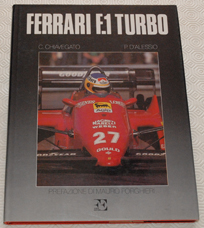 FERRARI F.1 TURBO
C. CHIAVEGATO P. D'ALESSIO
27
PREFAZIONE DI MAURO FORGHIERI